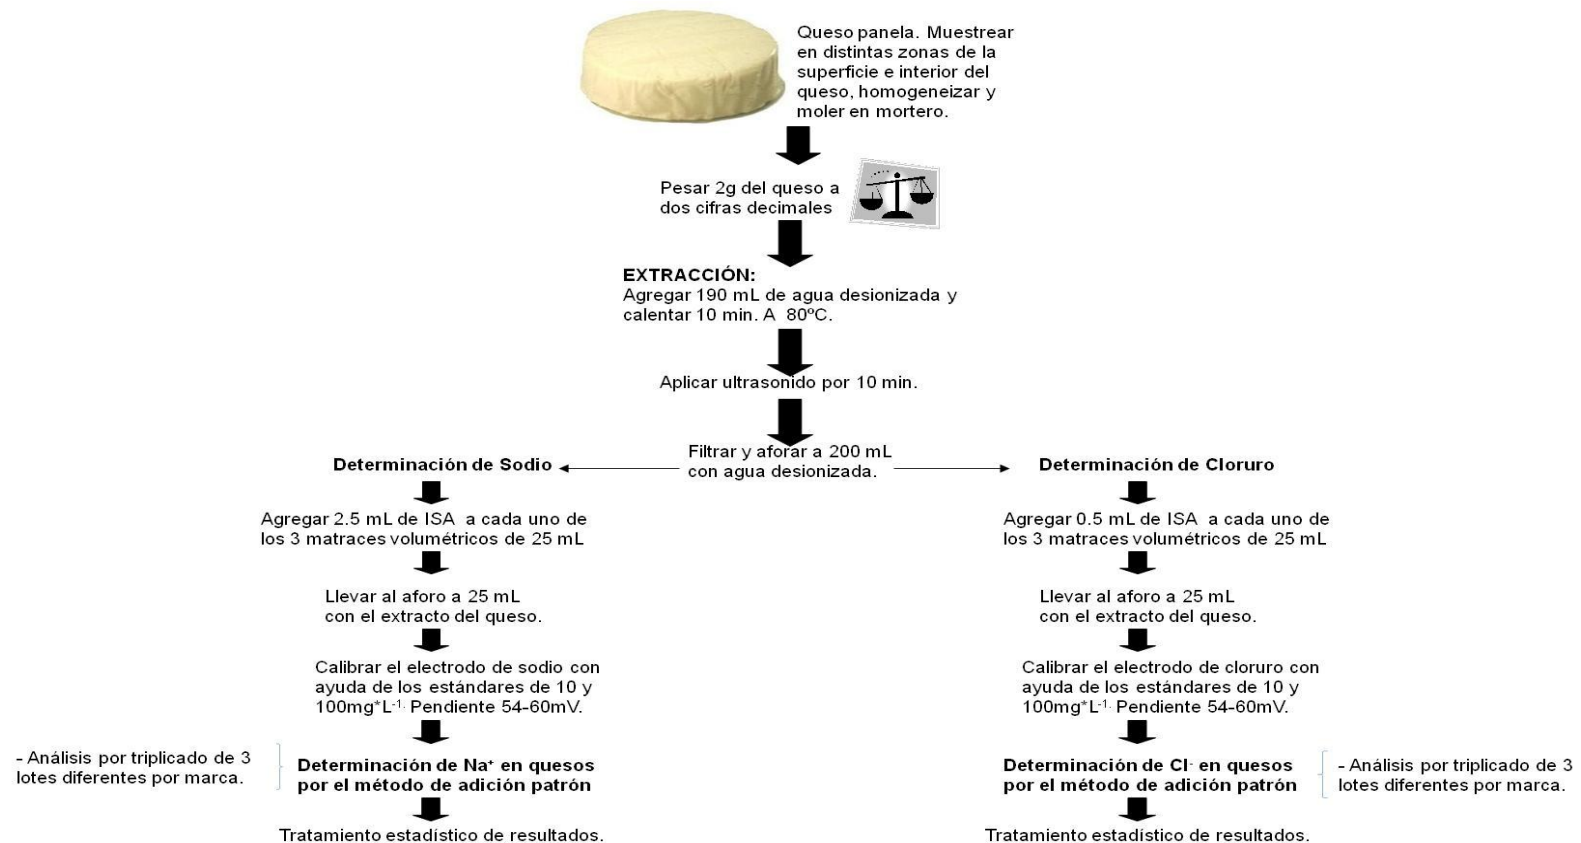 Queso panela. Muestrear
en distintas zonas de la
superficie e interior del
queso, homogeneizar y
moler en mortero.
Pesar 2g del queso a
dos cifras decimales
EXTRACCIÓN:
Agregar 190 mL de agua desionizada y
calentar 10 min. A 80ºC.
Aplicar ultrasonido por 10 min.
Filtrar y aforar a 200 mL
con agua desionizada.
Determinación de Sodio
Agregar 2.5 mL de ISA a cada uno de
los 3 matraces volumétricos de 25 mL
Llevar al aforo a 25 mL
con el extracto del queso.
Calibrar el electrodo de sodio con
ayuda de los estándares de 10 y
100mg*L⁻¹. Pendiente 54-60mV.
- Análisis por triplicado de 3
lotes diferentes por marca.
Determinación de Na⁺ en quesos
por el método de adición patrón
Tratamiento estadístico de resultados.
Determinación de Cloruro
Agregar 0.5 mL de ISA a cada uno de
los 3 matraces volumétricos de 25 mL
Llevar al aforo a 25 mL
con el extracto del queso.
Calibrar el electrodo de cloruro con
ayuda de los estándares de 10 y
100mg*L⁻¹. Pendiente 54-60mV.
Determinación de Cl⁻ en quesos
por el método de adición patrón
- Análisis por triplicado de 3
lotes diferentes por marca.
Tratamiento estadístico de resultados.